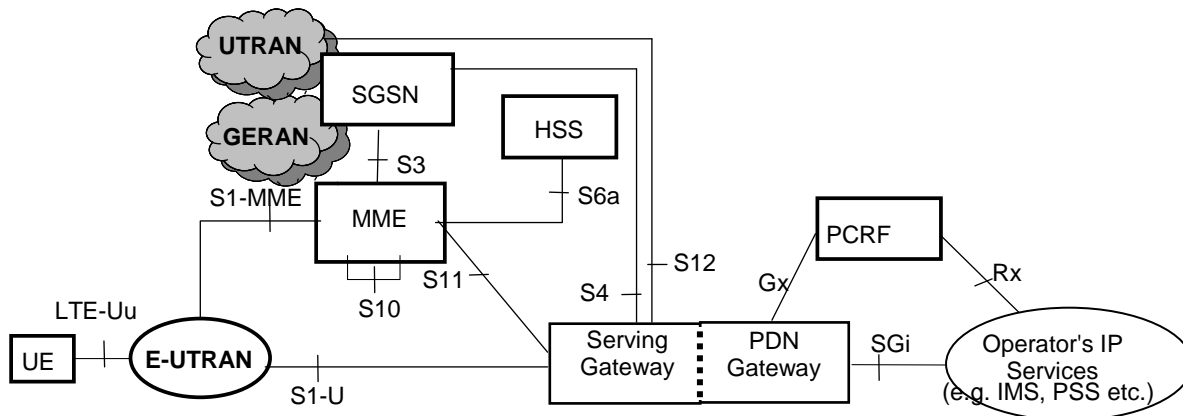 UTRAN
SGSN
HSS
GERAN
S3
S1-MME
S6a
MME
PCRF
S12
S11
Gx
Rx
S10
S4
LTE-Uu
Serving
Gateway
PDN
Gateway
SGi
Operator's IP
Services
(e.g. IMS, PSS etc.)
UE
E-UTRAN
S1-U